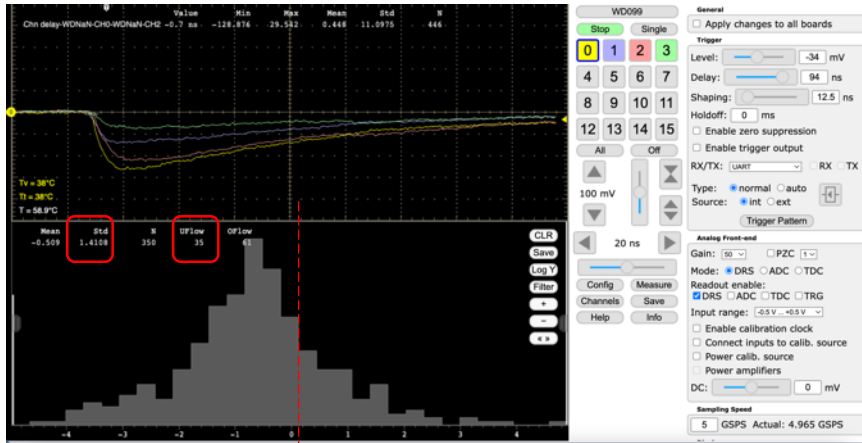 Value Min Max Mean Std N
Chn delay-WDNaN-CH0-WDNaN-CH2 -0.7 ns -128.876 29.542 0.446 11.0975 446
Tv = 38°C
Tt = 38°C
T = 58.9°C
Mean Std N UFlow OFlow
-0.509 1.4108 350 35 61
CLR
Save
Log Y
Filter
+
−
-4 -3 -2 -1 0 1 2 3 4
WD099
Stop Single
0 1 2 3
4 5 6 7
8 9 10 11
12 13 14 15
All Off
100 mV
20 ns
Config Measure
Channels Save
Help Info
General
Apply changes to all boards
Trigger
Level: -34 mV
Delay: 94 ns
Shaping: 12.5 ns
Holdoff: 0 ms
Enable zero suppression
Enable trigger output
RX/TX: UART RX TX
Type: normal auto
Source: int ext
Trigger Pattern
Analog Front-end
Gain: 50 PZC 1
Mode: DRS ADC TDC
Readout enable:
DRS ADC TDC TRG
Input range: -0.5 V ... +0.5 V
Enable calibration clock
Connect inputs to calib. source
Power calib. source
Power amplifiers
DC: 0 mV
Sampling Speed
5 GSPS Actual: 4.965 GSPS